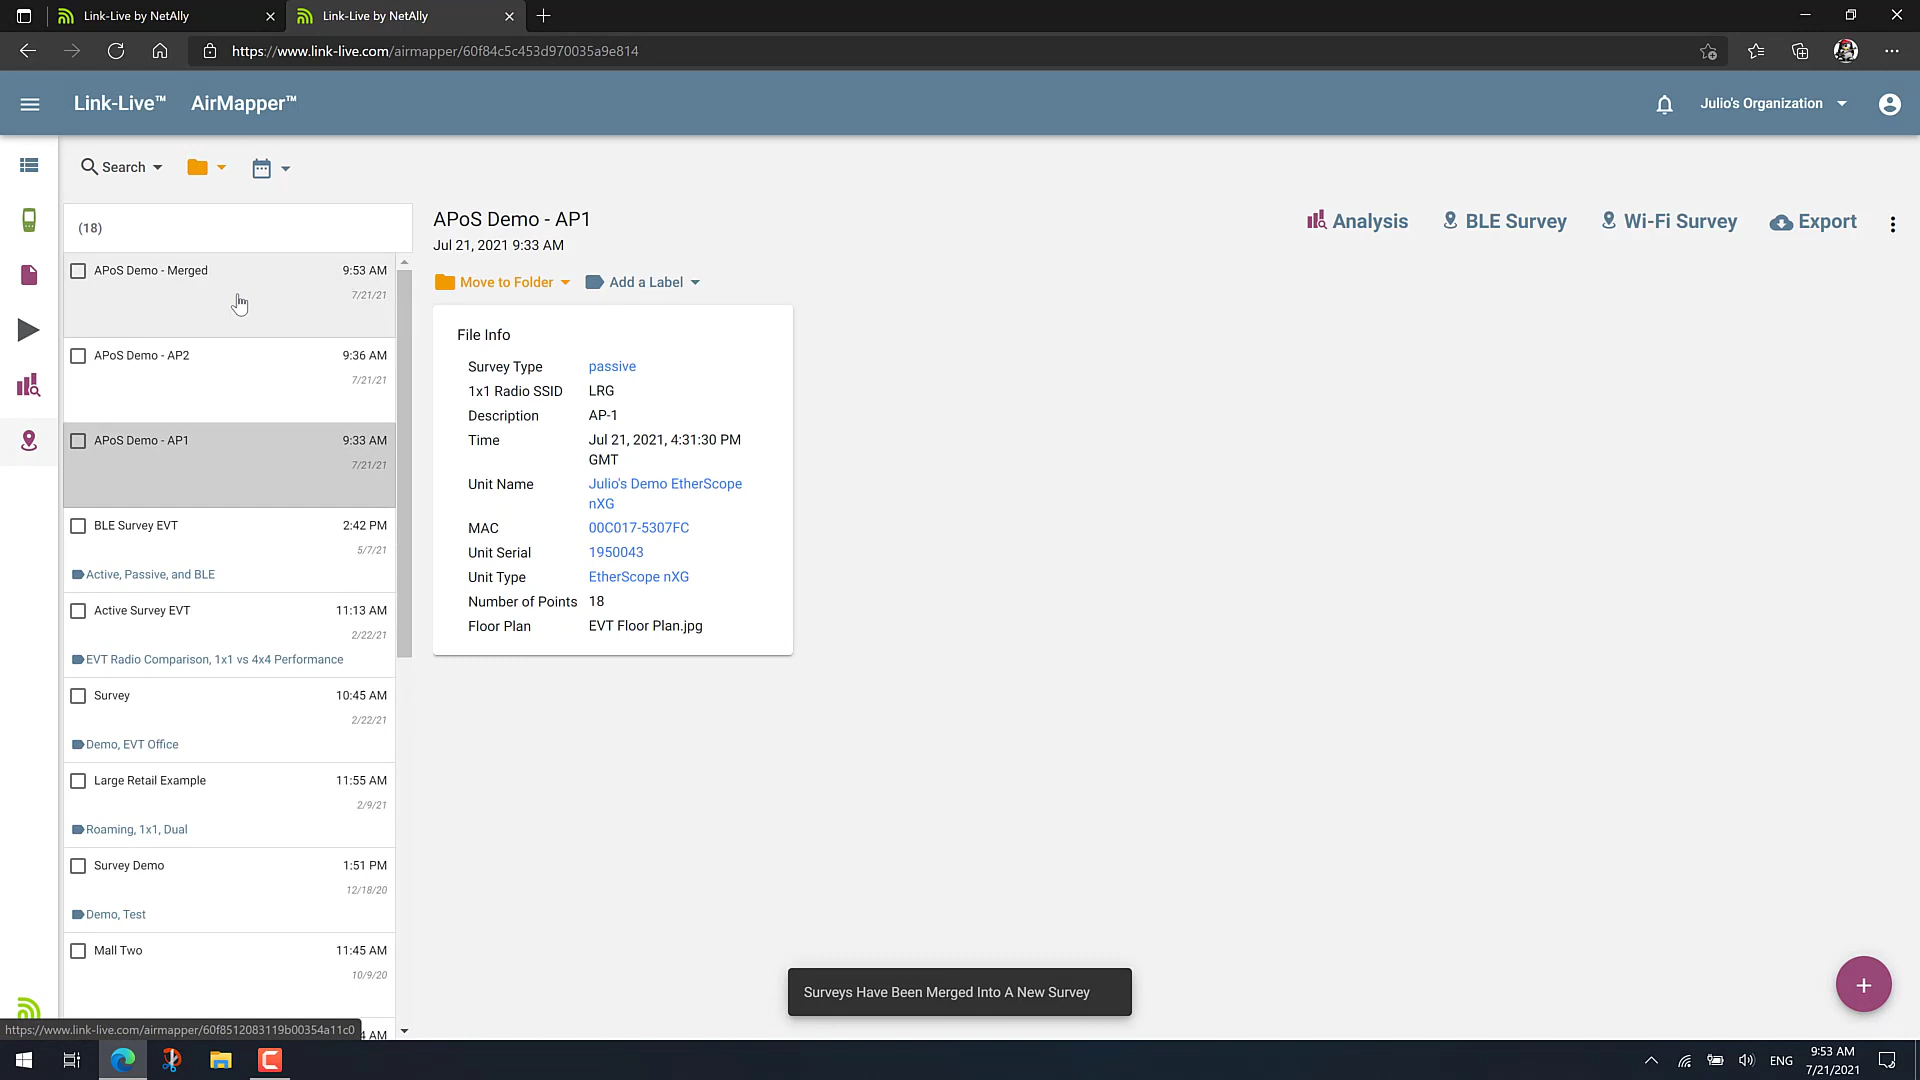 Link-Live by NetAlly
Link-Live by NetAlly
https://www.link-live.com/airmapper/60f84c5c453d970035a9e814
Link-Live™ AirMapper™
Julio's Organization
Search
(18)
APoS Demo - Merged 9:53 AM
7/21/21
APoS Demo - AP2 9:36 AM
7/21/21
APoS Demo - AP1 9:33 AM
7/21/21
BLE Survey EVT 2:42 PM
5/7/21
Active, Passive, and BLE
Active Survey EVT 11:13 AM
2/22/21
EVT Radio Comparison, 1x1 vs 4x4 Performance
Survey 10:45 AM
2/22/21
Demo, EVT Office
Large Retail Example 11:55 AM
2/9/21
Roaming, 1x1, Dual
Survey Demo 1:51 PM
12/18/20
Demo, Test
Mall Two 11:45 AM
10/9/20
4 AM
APoS Demo - AP1
Jul 21, 2021 9:33 AM
Analysis BLE Survey Wi-Fi Survey Export
Move to Folder Add a Label
File Info
Survey Type passive
1x1 Radio SSID LRG
Description AP-1
Time Jul 21, 2021, 4:31:30 PM
GMT
Unit Name Julio's Demo EtherScope
nXG
MAC 00C017-5307FC
Unit Serial 1950043
Unit Type EtherScope nXG
Number of Points 18
Floor Plan EVT Floor Plan.jpg
Surveys Have Been Merged Into A New Survey
https://www.link-live.com/airmapper/60f8512083119b00354a11c0
ENG
9:53 AM
7/21/2021